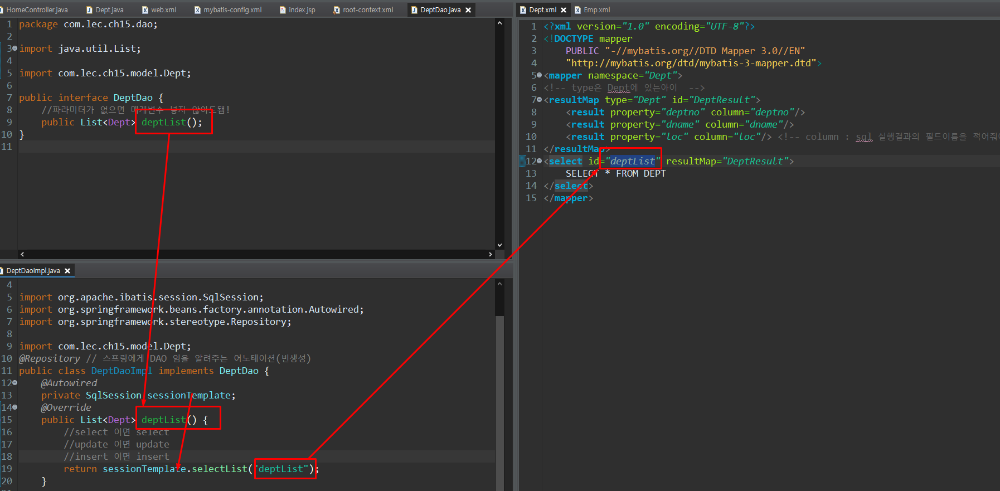 HomeController.java
Dept.java
web.xml
mybatis-config.xml
index.jsp
root-context.xml
DeptDao.java
1 package com.lec.ch15.dao;
2
3 import java.util.List;
4
5 import com.lec.ch15.model.Dept;
6
7 public interface DeptDao {
8 //파라미터가 없으면 매개변수 넣지 않아도됌!
9 public List<Dept> deptList();
10 }
11
DeptDaoImpl.java
4
5 import org.apache.ibatis.session.SqlSession;
6 import org.springframework.beans.factory.annotation.Autowired;
7 import org.springframework.stereotype.Repository;
8
9 import com.lec.ch15.model.Dept;
10 @Repository // 스프링에게 DAO 임을 알려주는 어노테이션(빈생성)
11 public class DeptDaoImpl implements DeptDao {
12 @Autowired
13 private SqlSession sessionTemplate;
14 @Override
15 public List<Dept> deptList() {
16 //select 이면 select
17 //update 이면 update
18 //insert 이면 insert
19 return sessionTemplate.selectList("deptList");
20 }
Dept.xml
Emp.xml
1 <?xml version="1.0" encoding="UTF-8"?>
2 <!DOCTYPE mapper
3 PUBLIC "-//mybatis.org//DTD Mapper 3.0//EN"
4 "http://mybatis.org/dtd/mybatis-3-mapper.dtd">
5 <mapper namespace="Dept">
6 <!-- type은 Dept에 있는아이 -->
7 <resultMap type="Dept" id="DeptResult">
8 <result property="deptno" column="deptno"/>
9 <result property="dname" column="dname"/>
10 <result property="loc" column="loc"/> <!-- column : sql 실행결과의 필드이름을
11 </resultMap>
12 <select id="deptList" resultMap="DeptResult">
13 SELECT * FROM DEPT
14 </select>
15 </mapper>